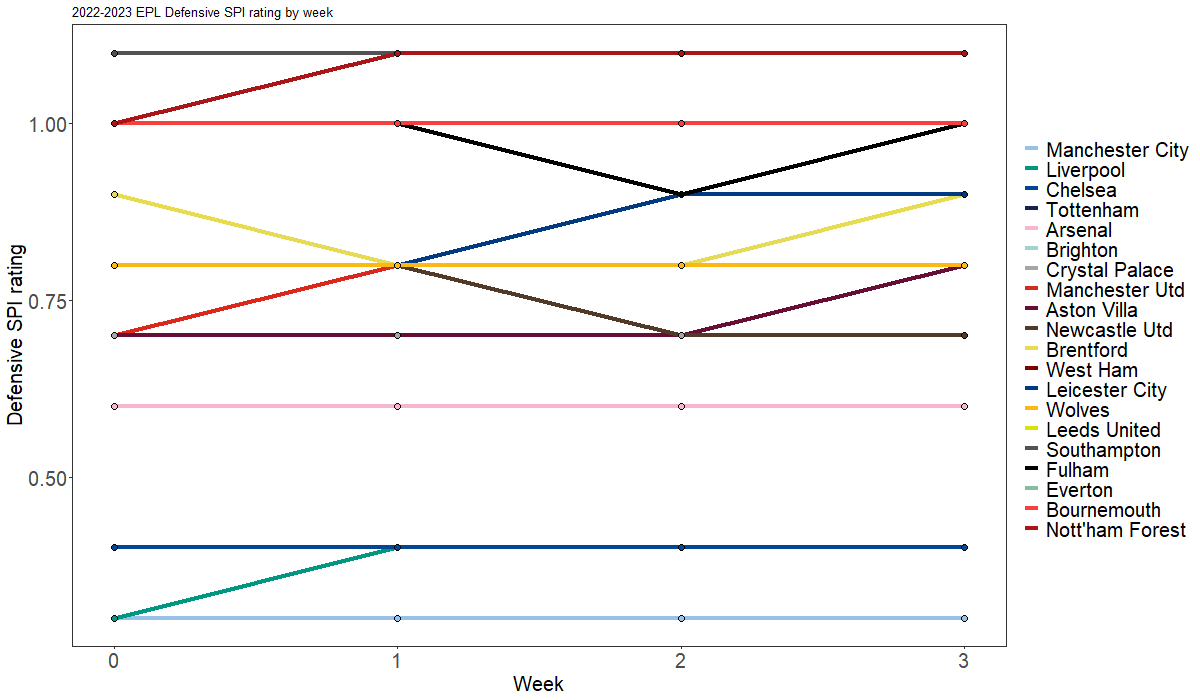 2022-2023 EPL Defensive SPI rating by week
Defensive SPI rating
1.00
0.75
0.50
0 1 2 3
Week
Manchester City
Liverpool
Chelsea
Tottenham
Arsenal
Brighton
Crystal Palace
Manchester Utd
Aston Villa
Newcastle Utd
Brentford
West Ham
Leicester City
Wolves
Leeds United
Southampton
Fulham
Everton
Bournemouth
Nott'ham Forest